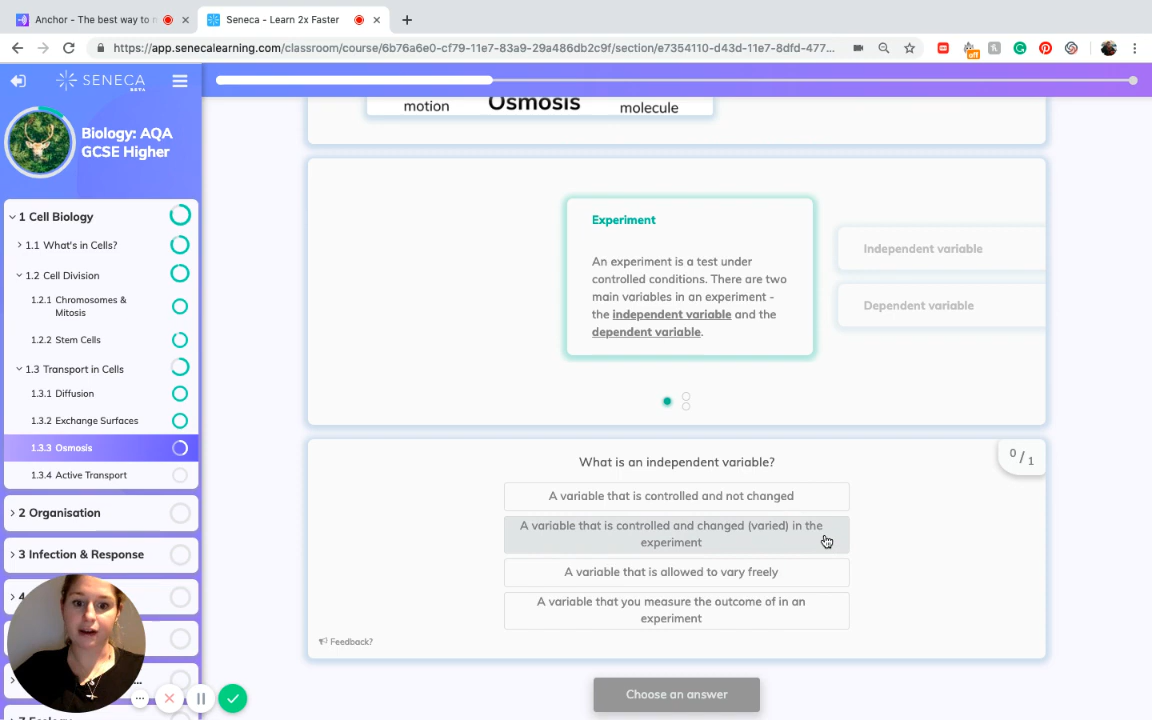 Anchor - The best way to
Seneca - Learn 2x Faster
https://app.senecalearning.com/classroom/course/6b76a6e0-cf79-11e7-83a9-29a486db2c9f/section/e7354110-d43d-11e7-8dfd-477...
off
SENECA
BETA
Biology: AQA
GCSE Higher
1 Cell Biology
1.1 What's in Cells?
1.2 Cell Division
1.2.1 Chromosomes &
Mitosis
1.2.2 Stem Cells
1.3 Transport in Cells
1.3.1 Diffusion
1.3.2 Exchange Surfaces
1.3.3 Osmosis
1.3.4 Active Transport
2 Organisation
3 Infection & Response
4
motion
Osmosis
molecule
Experiment
An experiment is a test under
controlled conditions. There are two
main variables in an experiment -
the independent variable and the
dependent variable.
Independent variable
Dependent variable
0 / 1
What is an independent variable?
A variable that is controlled and not changed
A variable that is controlled and changed (varied) in the
experiment
A variable that is allowed to vary freely
A variable that you measure the outcome of in an
experiment
Feedback?
Choose an answer